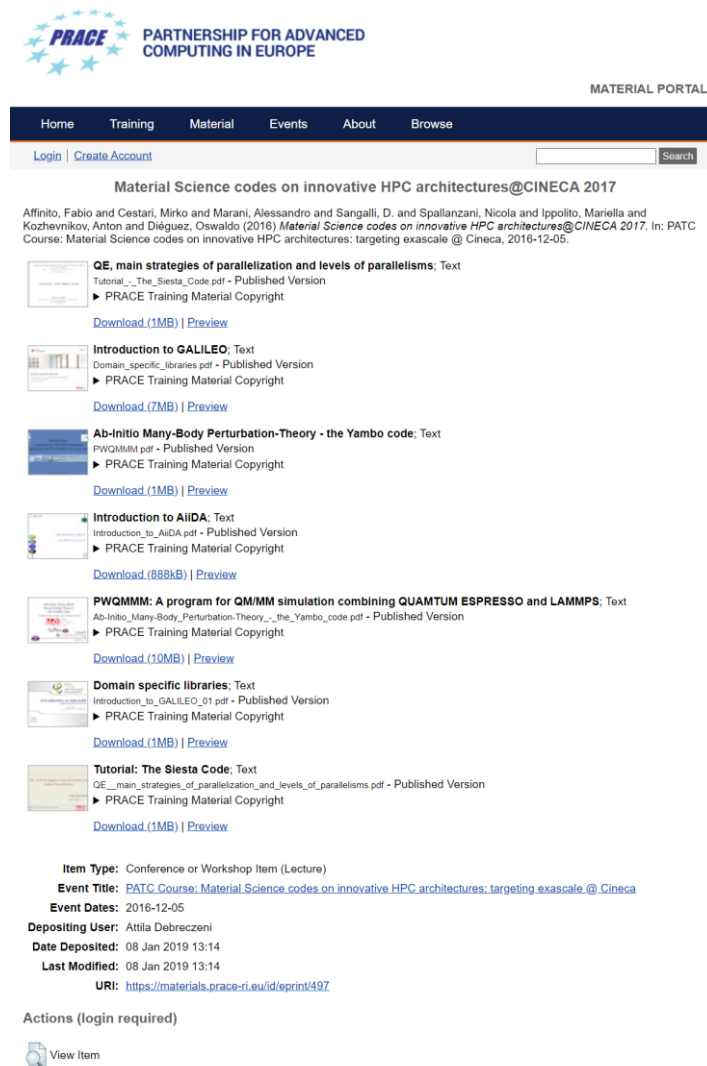 PRACE
PARTNERSHIP FOR ADVANCED
COMPUTING IN EUROPE
MATERIAL PORTAL
Home Training Material Events About Browse
Login | Create Account
Search
Material Science codes on innovative HPC architectures@CINECA 2017
Affinito, Fabio and Cestari, Mirko and Marani, Alessandro and Sangalli, D. and Spallanzani, Nicola and Ippolito, Mariella and
Kozhevnikov, Anton and Diéguez, Oswaldo (2016) Material Science codes on innovative HPC architectures@CINECA 2017. In: PATC
Course: Material Science codes on innovative HPC architectures: targeting exascale @ Cineca, 2016-12-05.
QE, main strategies of parallelization and levels of parallelisms; Text
Tutorial_-_The_Siesta_Code.pdf - Published Version
▶ PRACE Training Material Copyright
Download (1MB) | Preview
Introduction to GALILEO; Text
Domain_specific_libraries.pdf - Published Version
▶ PRACE Training Material Copyright
Download (7MB) | Preview
Ab-Initio Many-Body Perturbation-Theory - the Yambo code; Text
PWQMMM.pdf - Published Version
▶ PRACE Training Material Copyright
Download (1MB) | Preview
Introduction to AiiDA; Text
Introduction_to_AiiDA.pdf - Published Version
▶ PRACE Training Material Copyright
Download (888kB) | Preview
PWQMMM: A program for QM/MM simulation combining QUAMTUM ESPRESSO and LAMMPS; Text
Ab-Initio_Many-Body_Perturbation-Theory_-_the_Yambo_code.pdf - Published Version
▶ PRACE Training Material Copyright
Download (10MB) | Preview
Domain specific libraries; Text
Introduction_to_GALILEO_01.pdf - Published Version
▶ PRACE Training Material Copyright
Download (1MB) | Preview
Tutorial: The Siesta Code; Text
QE__main_strategies_of_parallelization_and_levels_of_parallelisms.pdf - Published Version
▶ PRACE Training Material Copyright
Download (1MB) | Preview
Item Type: Conference or Workshop Item (Lecture)
Event Title: PATC Course: Material Science codes on innovative HPC architectures: targeting exascale @ Cineca
Event Dates: 2016-12-05
Depositing User: Attila Debreczeni
Date Deposited: 08 Jan 2019 13:14
Last Modified: 08 Jan 2019 13:14
URI: https://materials.prace-ri.eu/id/eprint/497
Actions (login required)
View Item